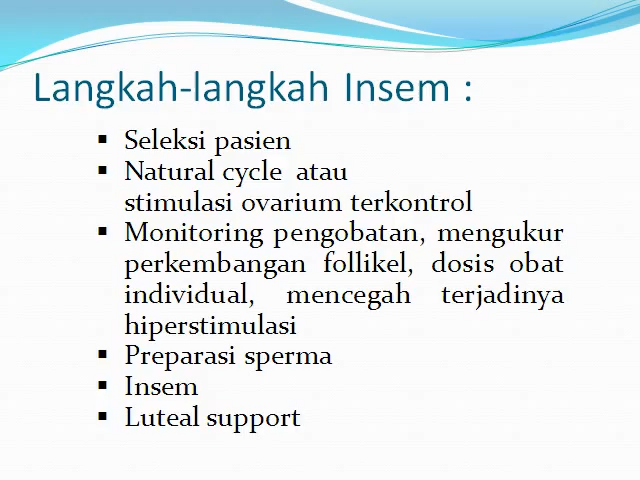 Langkah-langkah Insem :
▪ Seleksi pasien
▪ Natural cycle atau
stimulasi ovarium terkontrol
▪ Monitoring pengobatan, mengukur
perkembangan follikel, dosis obat
individual, mencegah terjadinya
hiperstimulasi
▪ Preparasi sperma
▪ Insem
▪ Luteal support